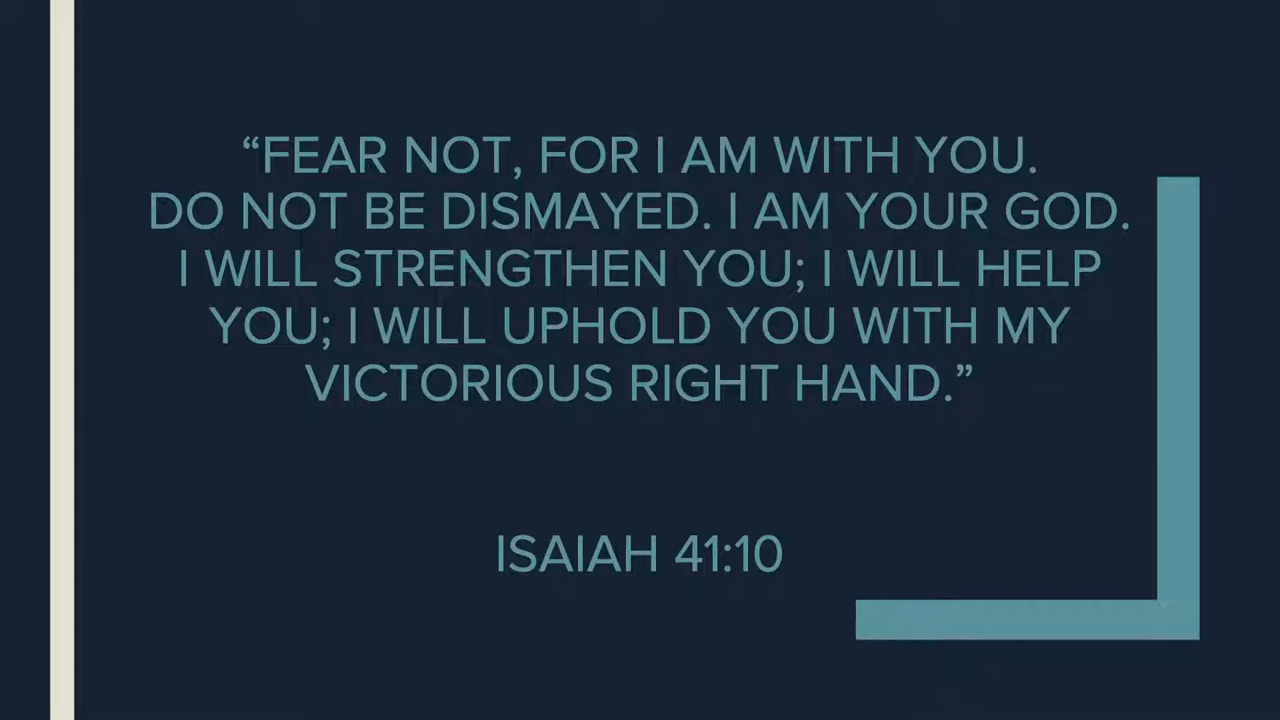 “FEAR NOT, FOR I AM WITH YOU.
DO NOT BE DISMAYED. I AM YOUR GOD.
I WILL STRENGTHEN YOU; I WILL HELP
YOU; I WILL UPHOLD YOU WITH MY
VICTORIOUS RIGHT HAND.”
ISAIAH 41:10